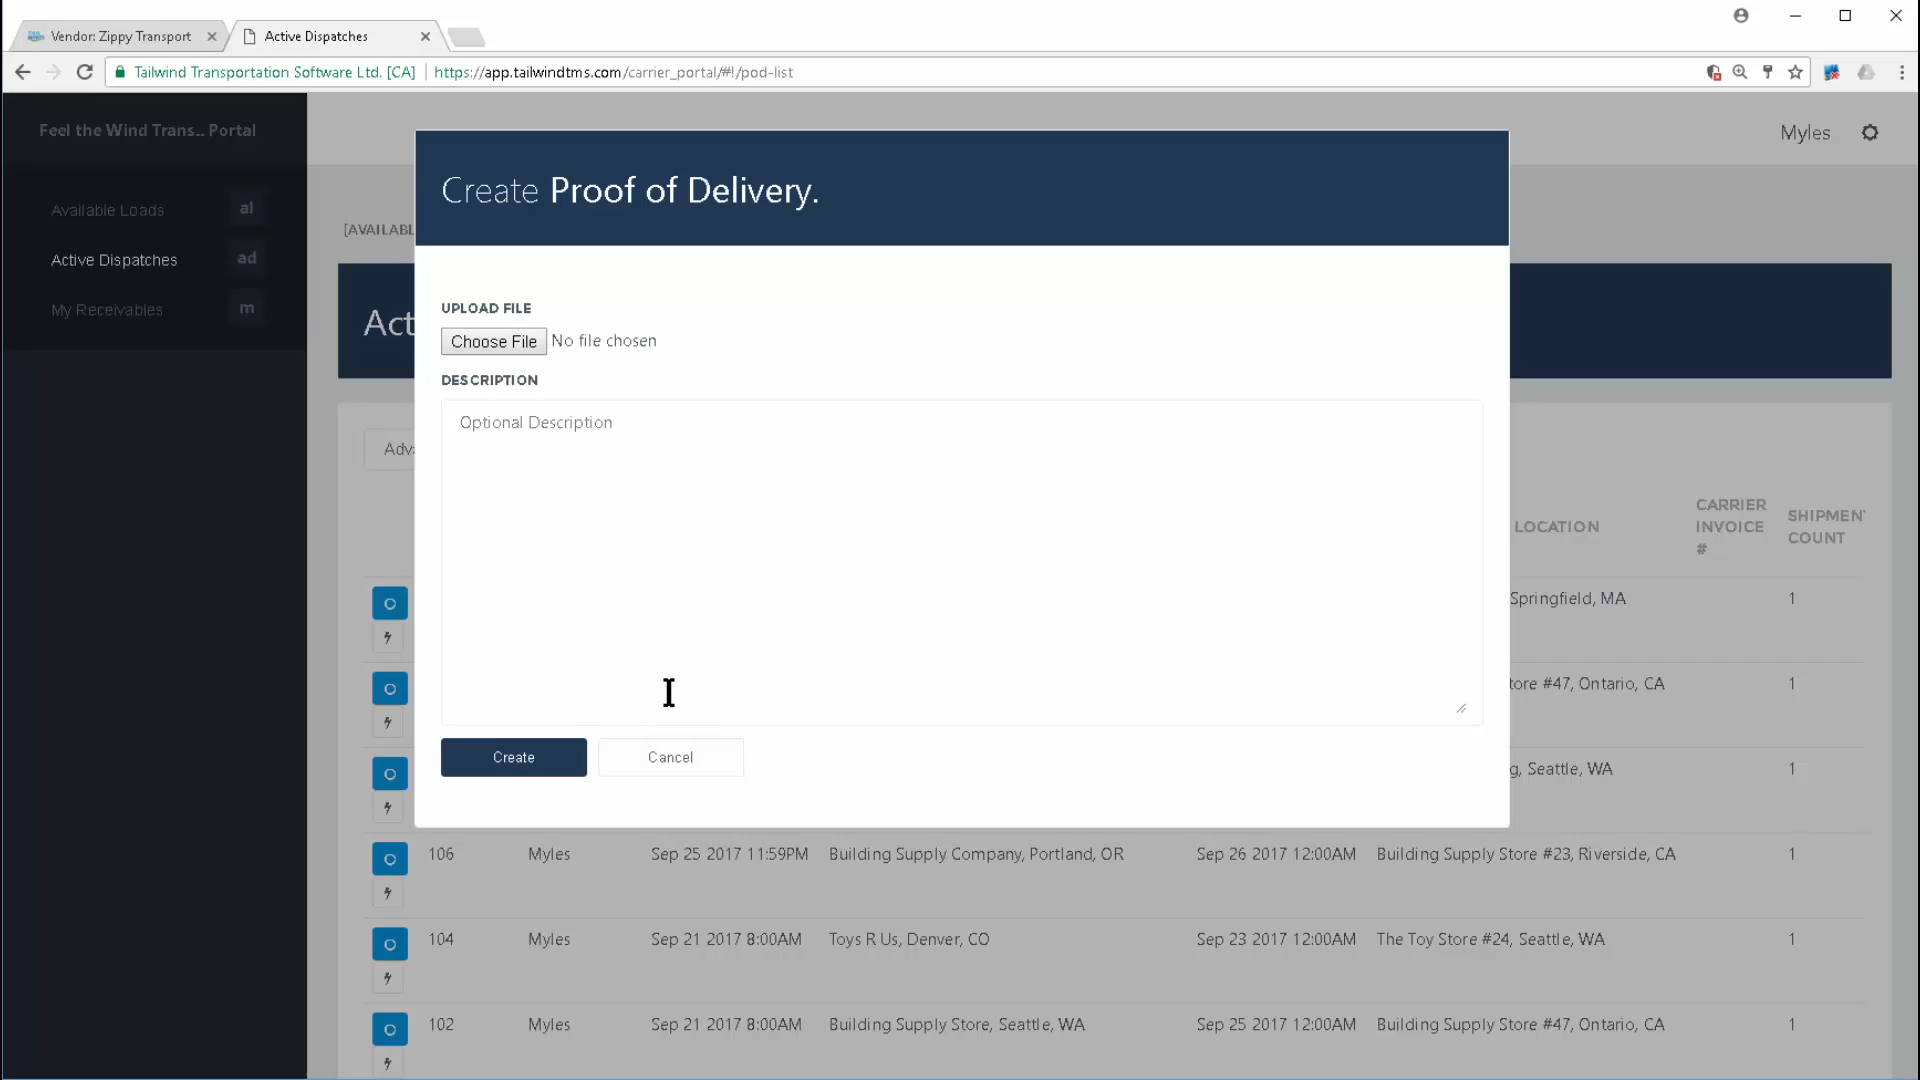 Vendor: Zippy Transport
Active Dispatches
Tailwind Transportation Software Ltd. [CA] https://app.tailwindtms.com/carrier_portal/#!/pod-list
Feel the Wind Trans.. Portal
Myles
Available Loads al
Active Dispatches ad
My Receivables m
[AVAILABL
Act
Create Proof of Delivery.
UPLOAD FILE
Choose File No file chosen
DESCRIPTION
Optional Description
Adva
LOCATION
CARRIER INVOICE #
SHIPMENT COUNT
Springfield, MA 1
tore #47, Ontario, CA 1
g, Seattle, WA 1
Create Cancel
106 Myles Sep 25 2017 11:59PM Building Supply Company, Portland, OR Sep 26 2017 12:00AM Building Supply Store #23, Riverside, CA 1
104 Myles Sep 21 2017 8:00AM Toys R Us, Denver, CO Sep 23 2017 12:00AM The Toy Store #24, Seattle, WA 1
102 Myles Sep 21 2017 8:00AM Building Supply Store, Seattle, WA Sep 25 2017 12:00AM Building Supply Store #47, Ontario, CA 1